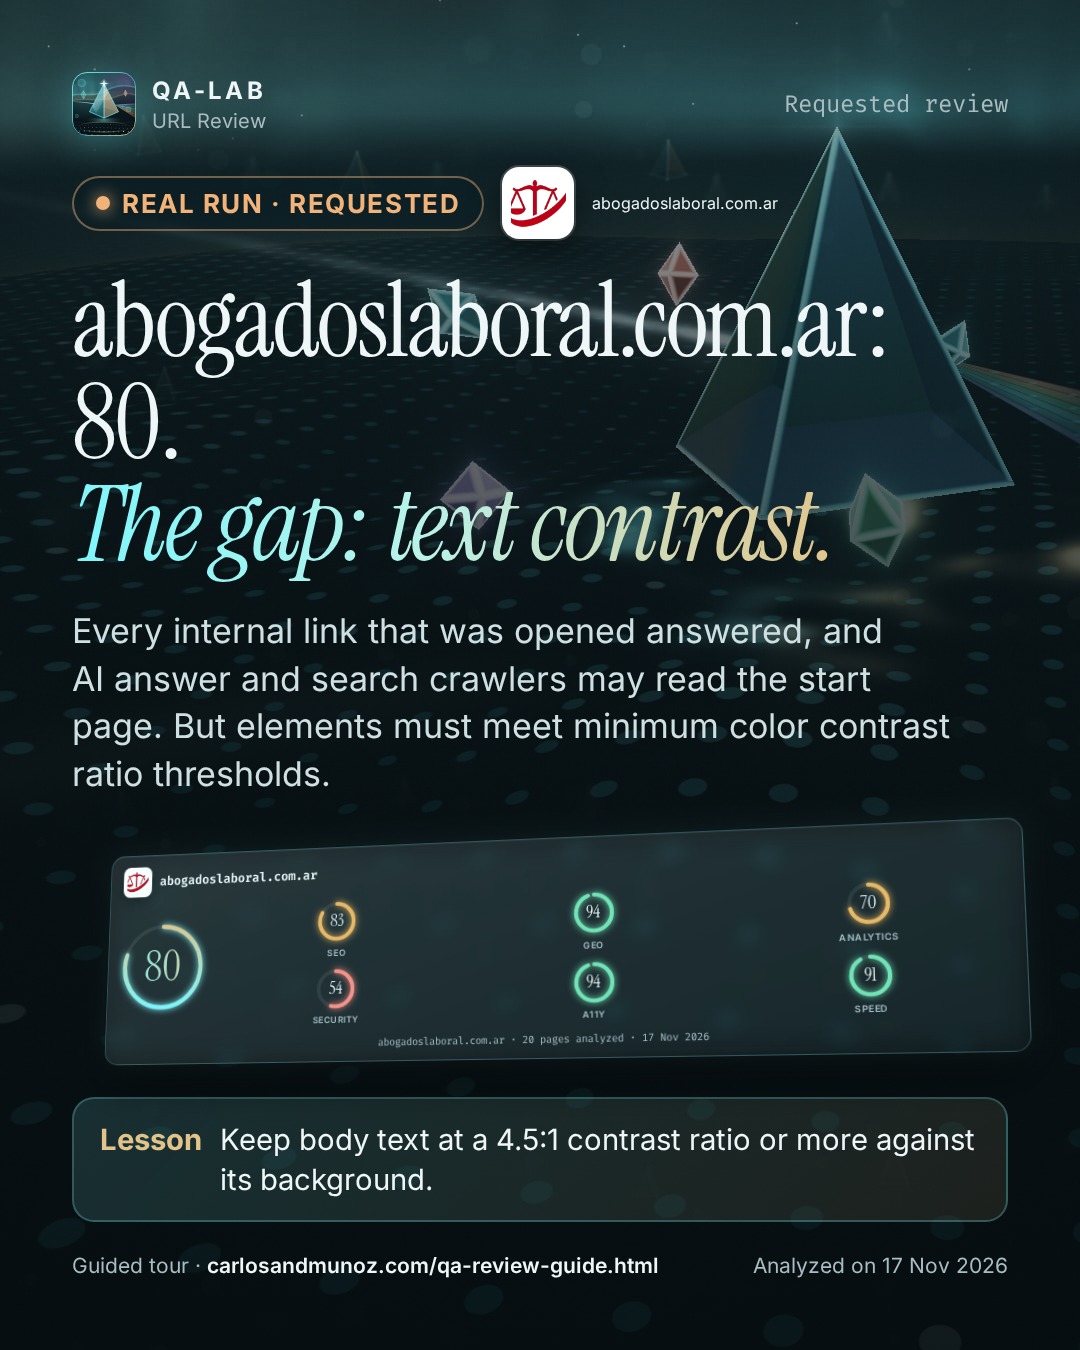 QA-LAB
URL Review
Requested review
REAL RUN · REQUESTED
abogadoslaboral.com.ar
abogadoslaboral.com.ar:
80.
The gap: text contrast.
Every internal link that was opened answered, and
AI answer and search crawlers may read the start
page. But elements must meet minimum color contrast
ratio thresholds.
abogadoslaboral.com.ar
80
83
SEO
94
GEO
70
ANALYTICS
54
SECURITY
94
A11Y
91
SPEED
abogadoslaboral.com.ar · 20 pages analyzed · 17 Nov 2026
Lesson Keep body text at a 4.5:1 contrast ratio or more against
its background.
Guided tour · carlosandmunoz.com/qa-review-guide.html
Analyzed on 17 Nov 2026